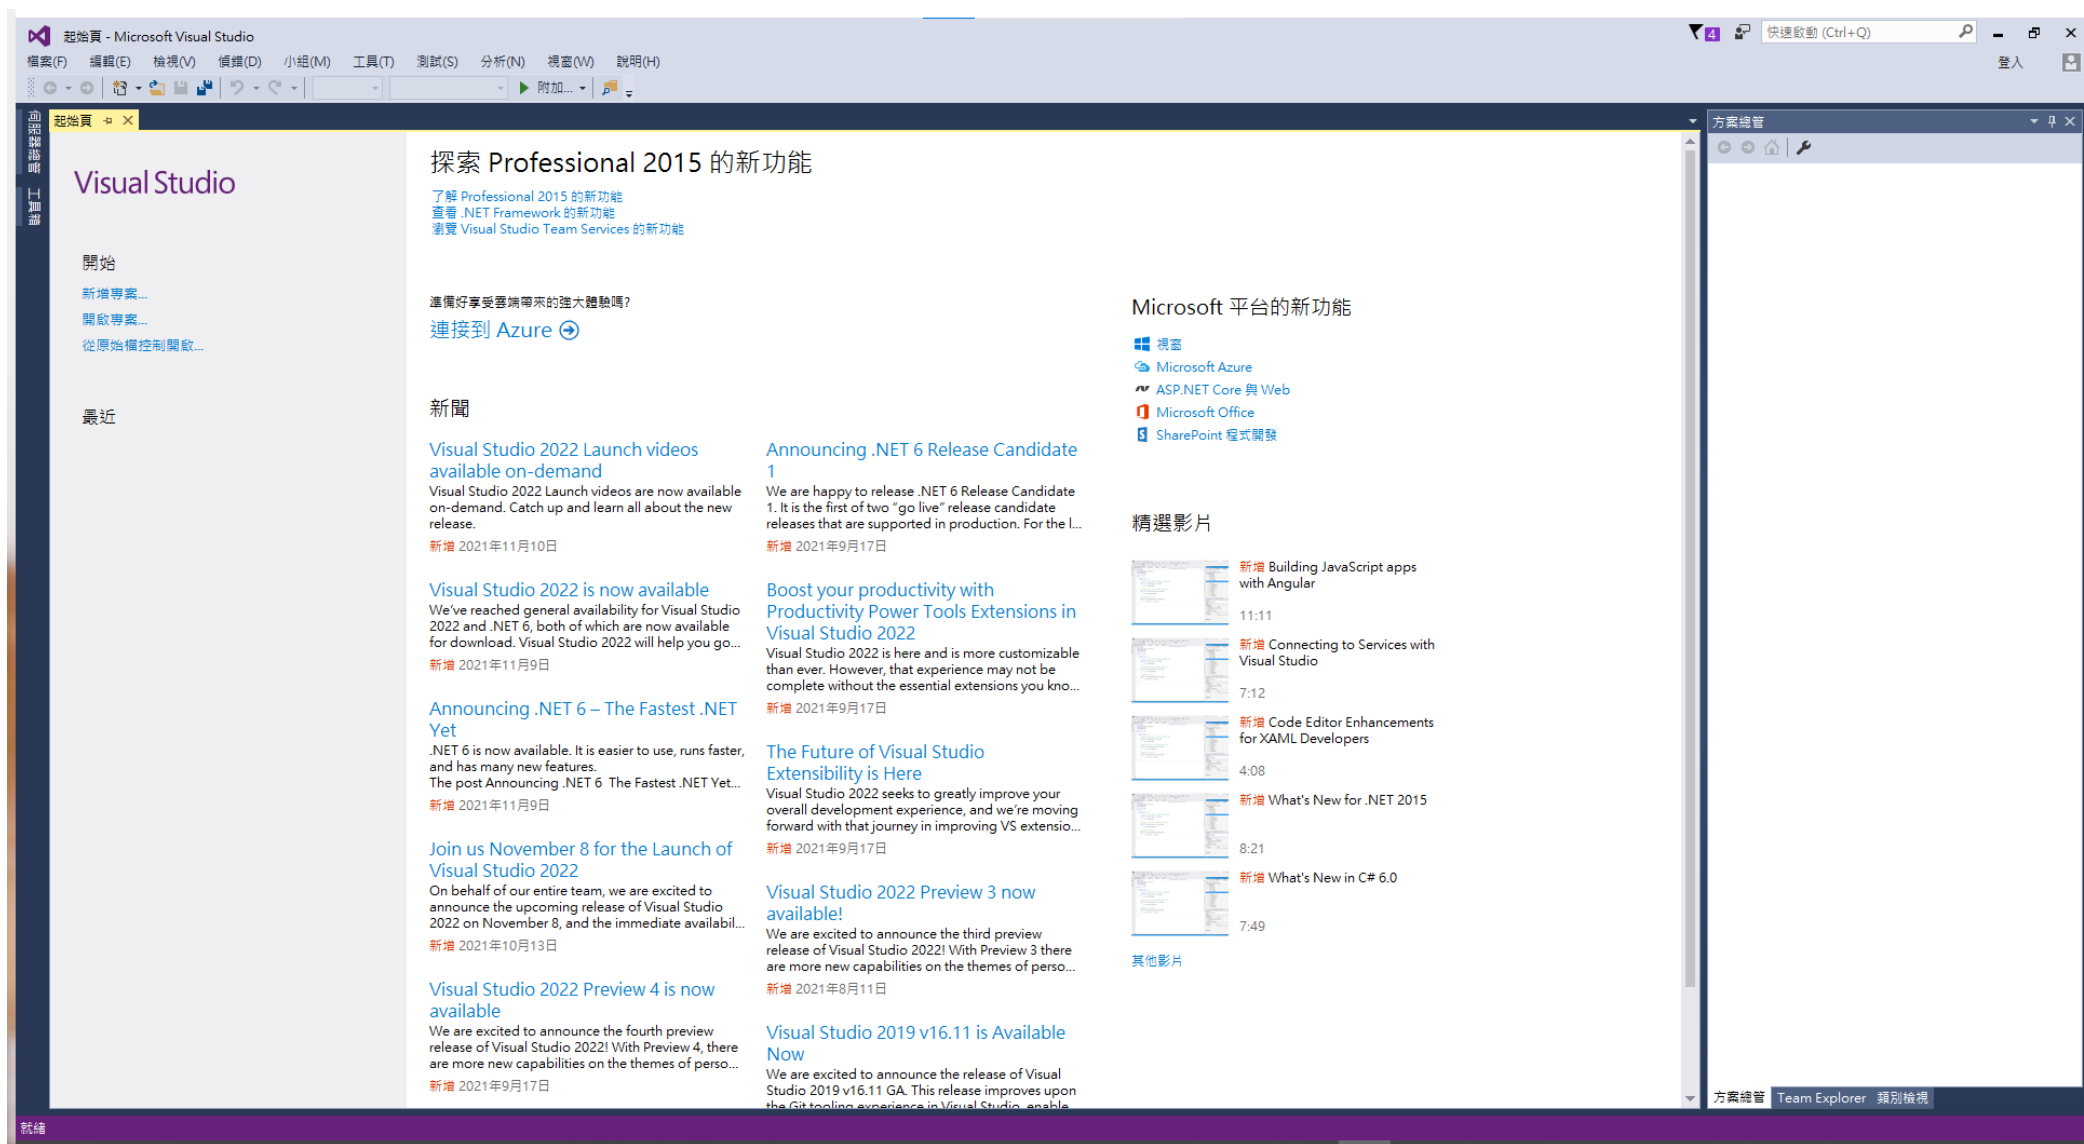 起始頁 - Microsoft Visual Studio
4
快速啟動 (Ctrl+Q)
檔案(F) 編輯(E) 檢視(V) 偵錯(D) 小組(M) 工具(T) 測試(S) 分析(N) 視窗(W) 說明(H)
登入
附加...
伺服器總管
工具箱
起始頁
Visual Studio
開始
新增專案...
開啟專案...
從原始檔控制開啟...
最近
探索 Professional 2015 的新功能
了解 Professional 2015 的新功能
查看 .NET Framework 的新功能
瀏覽 Visual Studio Team Services 的新功能
準備好享受雲端帶來的強大體驗嗎?
連接到 Azure
新聞
Visual Studio 2022 Launch videos
available on-demand
Visual Studio 2022 Launch videos are now available
on-demand. Catch up and learn all about the new
release.
新增 2021年11月10日
Visual Studio 2022 is now available
We've reached general availability for Visual Studio
2022 and .NET 6, both of which are now available
for download. Visual Studio 2022 will help you go...
新增 2021年11月9日
Announcing .NET 6 – The Fastest .NET
Yet
.NET 6 is now available. It is easier to use, runs faster,
and has many new features.
The post Announcing .NET 6  The Fastest .NET Yet...
新增 2021年11月9日
Join us November 8 for the Launch of
Visual Studio 2022
On behalf of our entire team, we are excited to
announce the upcoming release of Visual Studio
2022 on November 8, and the immediate availabil...
新增 2021年10月13日
Visual Studio 2022 Preview 4 is now
available
We are excited to announce the fourth preview
release of Visual Studio 2022! With Preview 4, there
are more new capabilities on the themes of perso...
新增 2021年9月17日
Announcing .NET 6 Release Candidate
1
We are happy to release .NET 6 Release Candidate
1. It is the first of two “go live” release candidate
releases that are supported in production. For the l...
新增 2021年9月17日
Boost your productivity with
Productivity Power Tools Extensions in
Visual Studio 2022
Visual Studio 2022 is here and is more customizable
than ever. However, that experience may not be
complete without the essential extensions you kno...
新增 2021年9月17日
The Future of Visual Studio
Extensibility is Here
Visual Studio 2022 seeks to greatly improve your
overall development experience, and we're moving
forward with that journey in improving VS extensio...
新增 2021年9月17日
Visual Studio 2022 Preview 3 now
available!
We are excited to announce the third preview
release of Visual Studio 2022! With Preview 3 there
are more new capabilities on the themes of perso...
新增 2021年8月11日
Visual Studio 2019 v16.11 is Available
Now
We are excited to announce the release of Visual
Studio 2019 v16.11 GA. This release improves upon
the Git tooling experience in Visual Studio, enable
Microsoft 平台的新功能
視窗
Microsoft Azure
ASP.NET Core 與 Web
Microsoft Office
SharePoint 程式開發
精選影片
新增 Building JavaScript apps
with Angular
11:11
新增 Connecting to Services with
Visual Studio
7:12
新增 Code Editor Enhancements
for XAML Developers
4:08
新增 What's New for .NET 2015
8:21
新增 What's New in C# 6.0
7:49
其他影片
方案總管
方案總管 Team Explorer 類別檢視
就緒